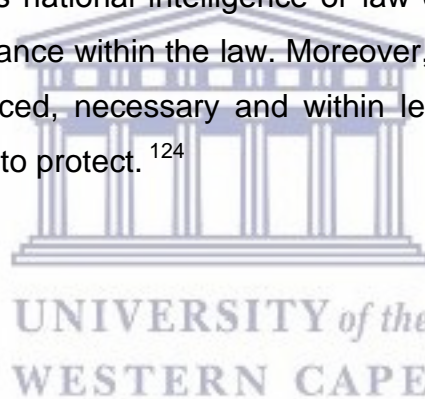 s national intelligence or law
ance within the law. Moreover,
ced, necessary and within le
to protect. 124
UNIVERSITY of the
WESTERN CAPE